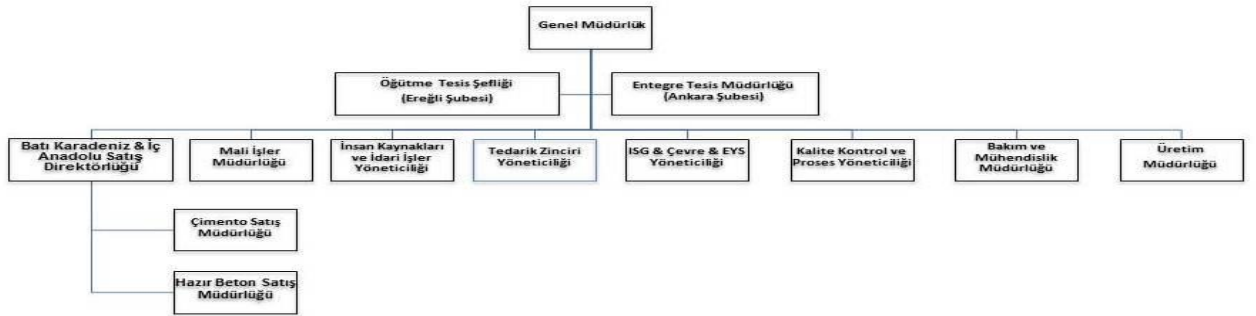 Genel Müdürlük
Öğütme Tesis Şefliği
(Ereğli Şubesi)
Entegre Tesis Müdürlüğü
(Ankara Şubesi)
Batı Karadeniz & İç
Anadolu Satış
Direktörlüğü
Mali İşler
Müdürlüğü
İnsan Kaynakları
ve İdari İşler
Yöneticiliği
Tedarik Zinciri
Yöneticiliği
ISG & Çevre & EYS
Yöneticiliği
Kalite Kontrol ve
Proses Yöneticiliği
Bakım ve
Mühendislik
Müdürlüğü
Üretim
Müdürlüğü
Çimento Satış
Müdürlüğü
Hazır Beton Satış
Müdürlüğü